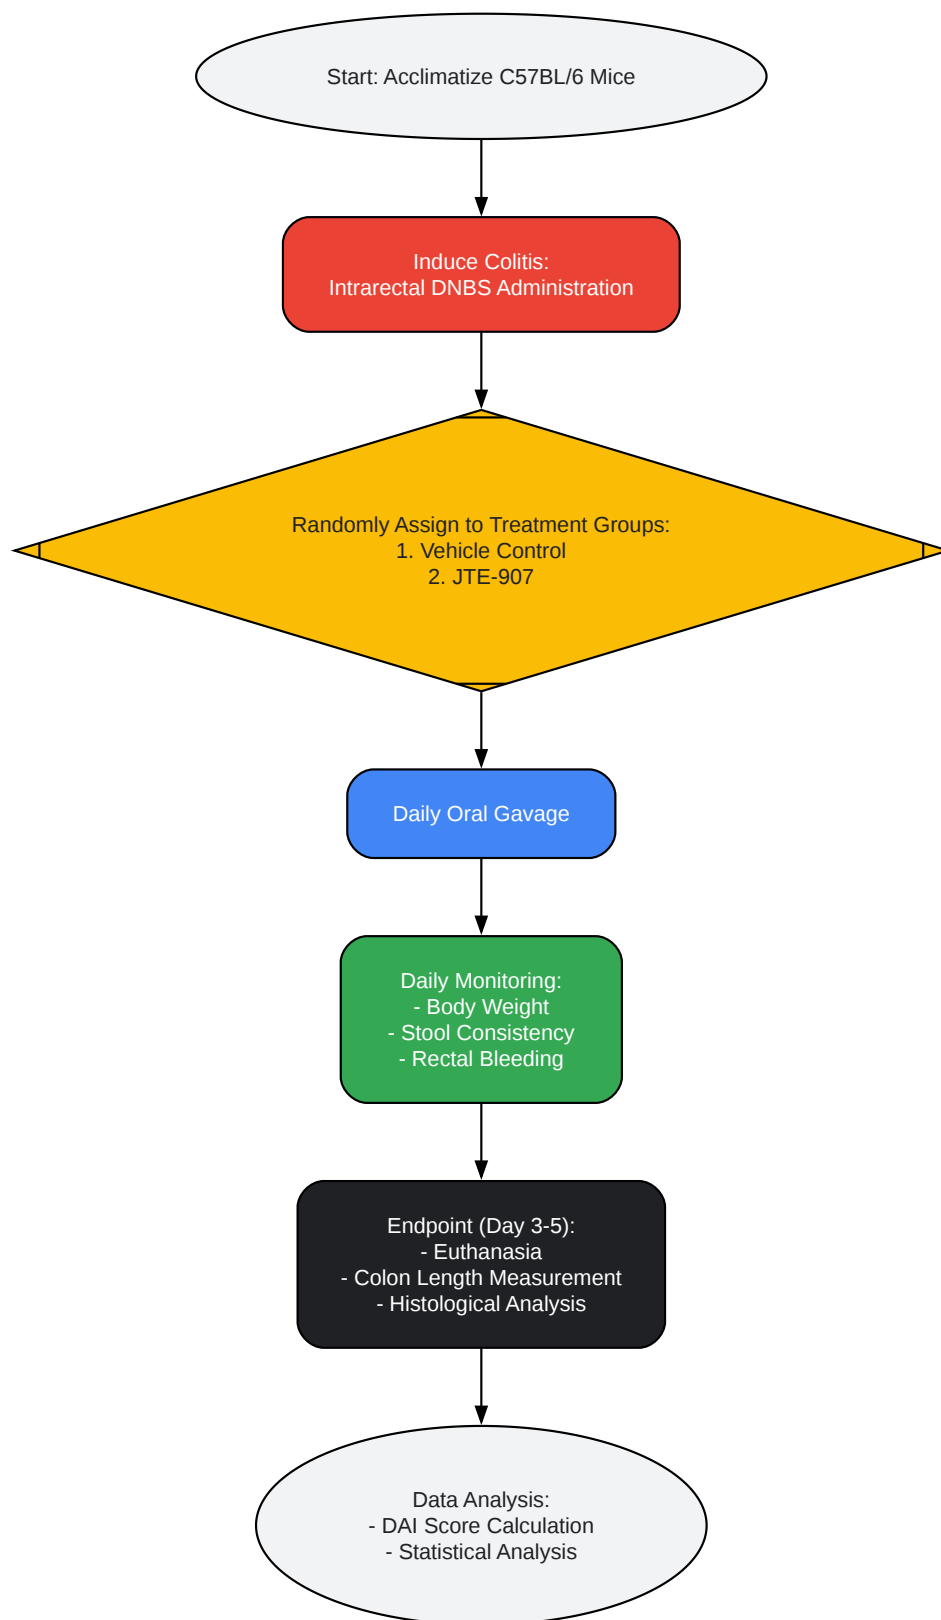 Start: Acclimatize C57BL/6 Mice
Induce Colitis:
Intrarectal DNBS Administration
Randomly Assign to Treatment Groups:
1. Vehicle Control
2. JTE-907
Daily Oral Gavage
Daily Monitoring:
- Body Weight
- Stool Consistency
- Rectal Bleeding
Endpoint (Day 3-5):
- Euthanasia
- Colon Length Measurement
- Histological Analysis
Data Analysis:
- DAI Score Calculation
- Statistical Analysis